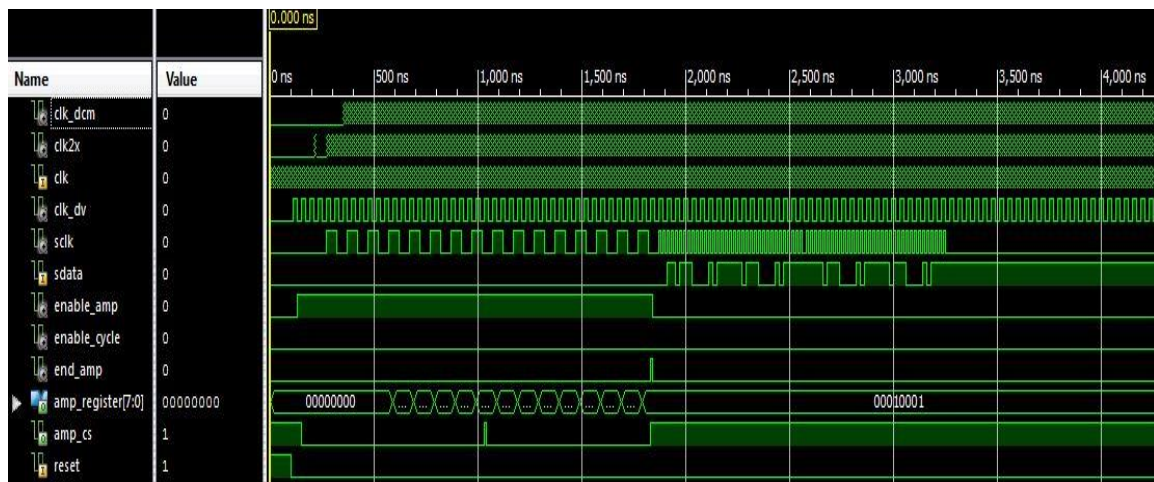 0.000 ns
Name Value 0 ns 500 ns 1,000 ns 1,500 ns 2,000 ns 2,500 ns 3,000 ns 3,500 ns 4,000 ns
clk_dcm 0
clk2x 0
clk 0
clk_dv 0
sclk 0
sdata 0
enable_amp 0
enable_cycle 0
end_amp 0
amp_register[7:0] 00000000 00000000 ... ... ... ... ... ... ... ... ... ... ... ... 00010001
amp_cs 1
reset 1